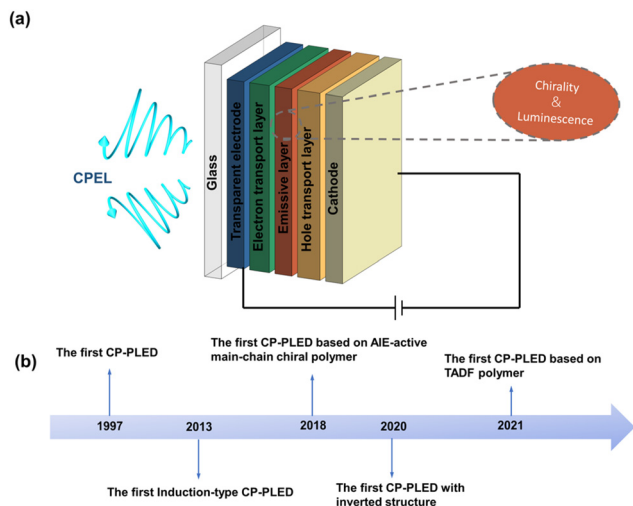 (a)
CPEL
Glass
Transparent electrode
Electron transport layer
Emissive layer
Hole transport layer
Cathode
Chirality
&
Luminescence
(b)
The first CP-PLED
The first CP-PLED based on AIE-active
main-chain chiral polymer
The first CP-PLED based on
TADF polymer
1997
2013
2018
2020
2021
The first Induction-type CP-PLED
The first CP-PLED with
inverted structure